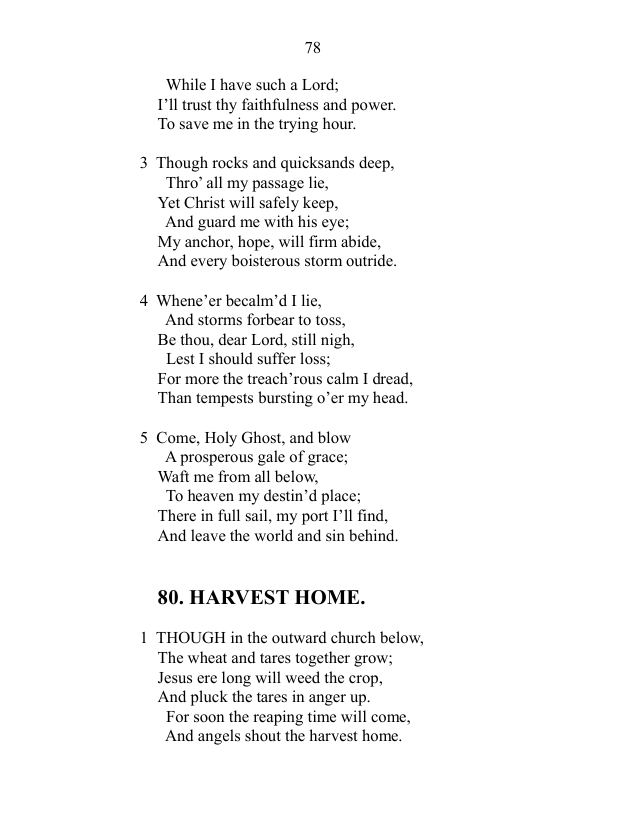 78
While I have such a Lord;
I’ll trust thy faithfulness and power.
To save me in the trying hour.
3 Though rocks and quicksands deep,
Thro’ all my passage lie,
Yet Christ will safely keep,
And guard me with his eye;
My anchor, hope, will firm abide,
And every boisterous storm outride.
4 Whene’er becalm’d I lie,
And storms forbear to toss,
Be thou, dear Lord, still nigh,
Lest I should suffer loss;
For more the treach’rous calm I dread,
Than tempests bursting o’er my head.
5 Come, Holy Ghost, and blow
A prosperous gale of grace;
Waft me from all below,
To heaven my destin’d place;
There in full sail, my port I’ll find,
And leave the world and sin behind.
80. HARVEST HOME.
1 THOUGH in the outward church below,
The wheat and tares together grow;
Jesus ere long will weed the crop,
And pluck the tares in anger up.
For soon the reaping time will come,
And angels shout the harvest home.